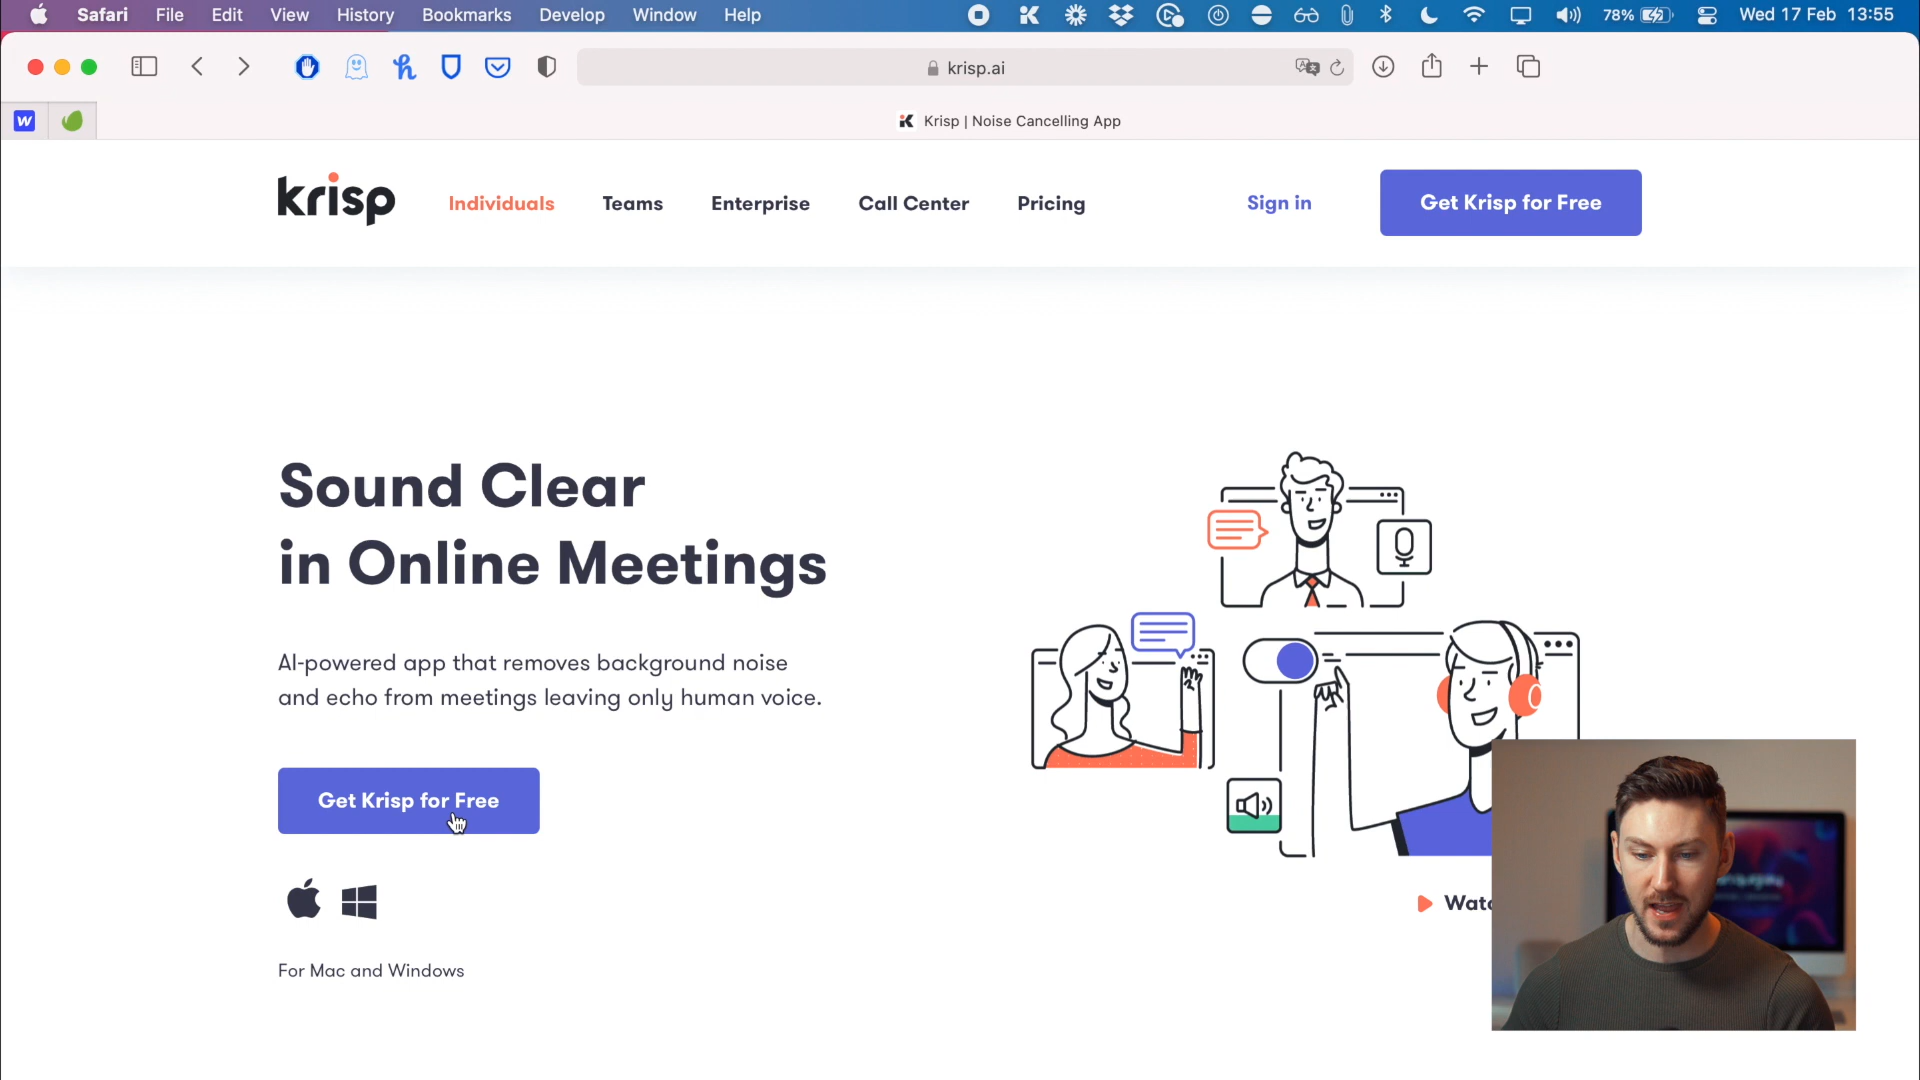 Safari File Edit View History Bookmarks Develop Window Help 78% Wed 17 Feb 13:55
krisp.ai
Krisp | Noise Cancelling App
krisp Individuals Teams Enterprise Call Center Pricing Sign in Get Krisp for Free
Sound Clear
in Online Meetings
AI-powered app that removes background noise
and echo from meetings leaving only human voice.
Get Krisp for Free
Watc
For Mac and Windows